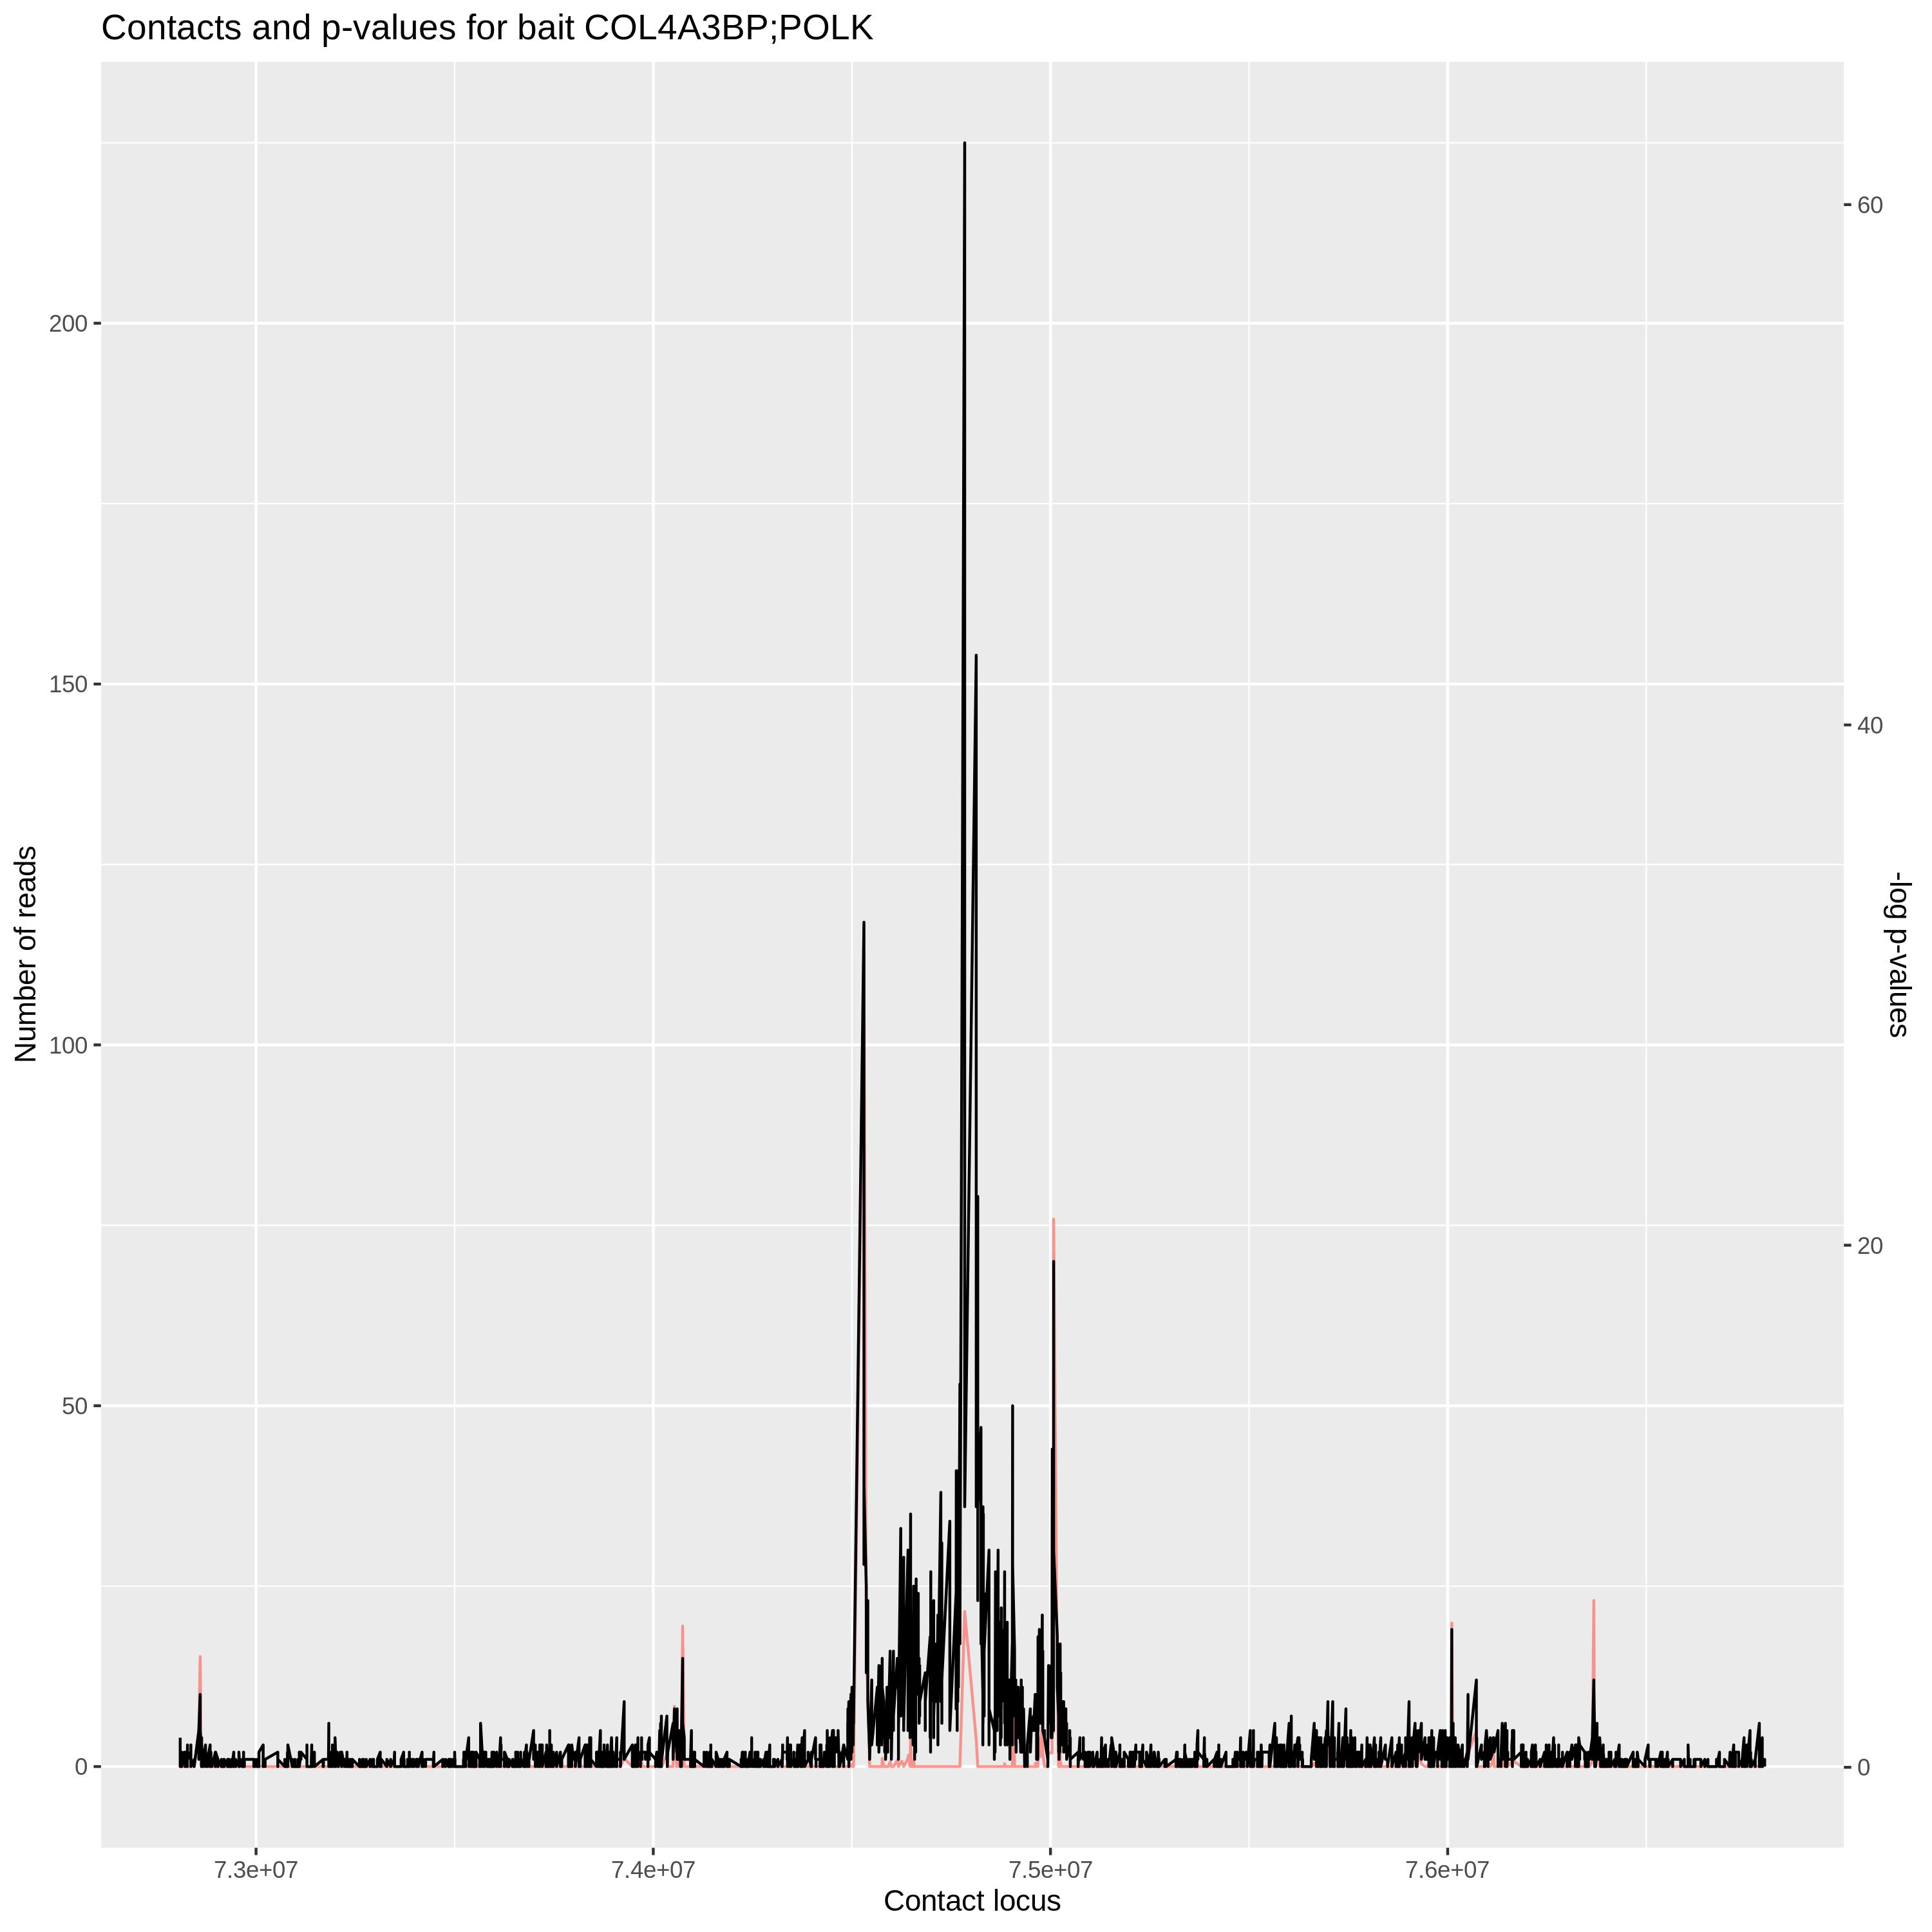 Contacts and p-values for bait COL4A3BP;POLK
Number of reads
200
150
100
50
0
60
40
20
0
-log p-values
7.3e+07
7.4e+07
7.5e+07
7.6e+07
Contact locus